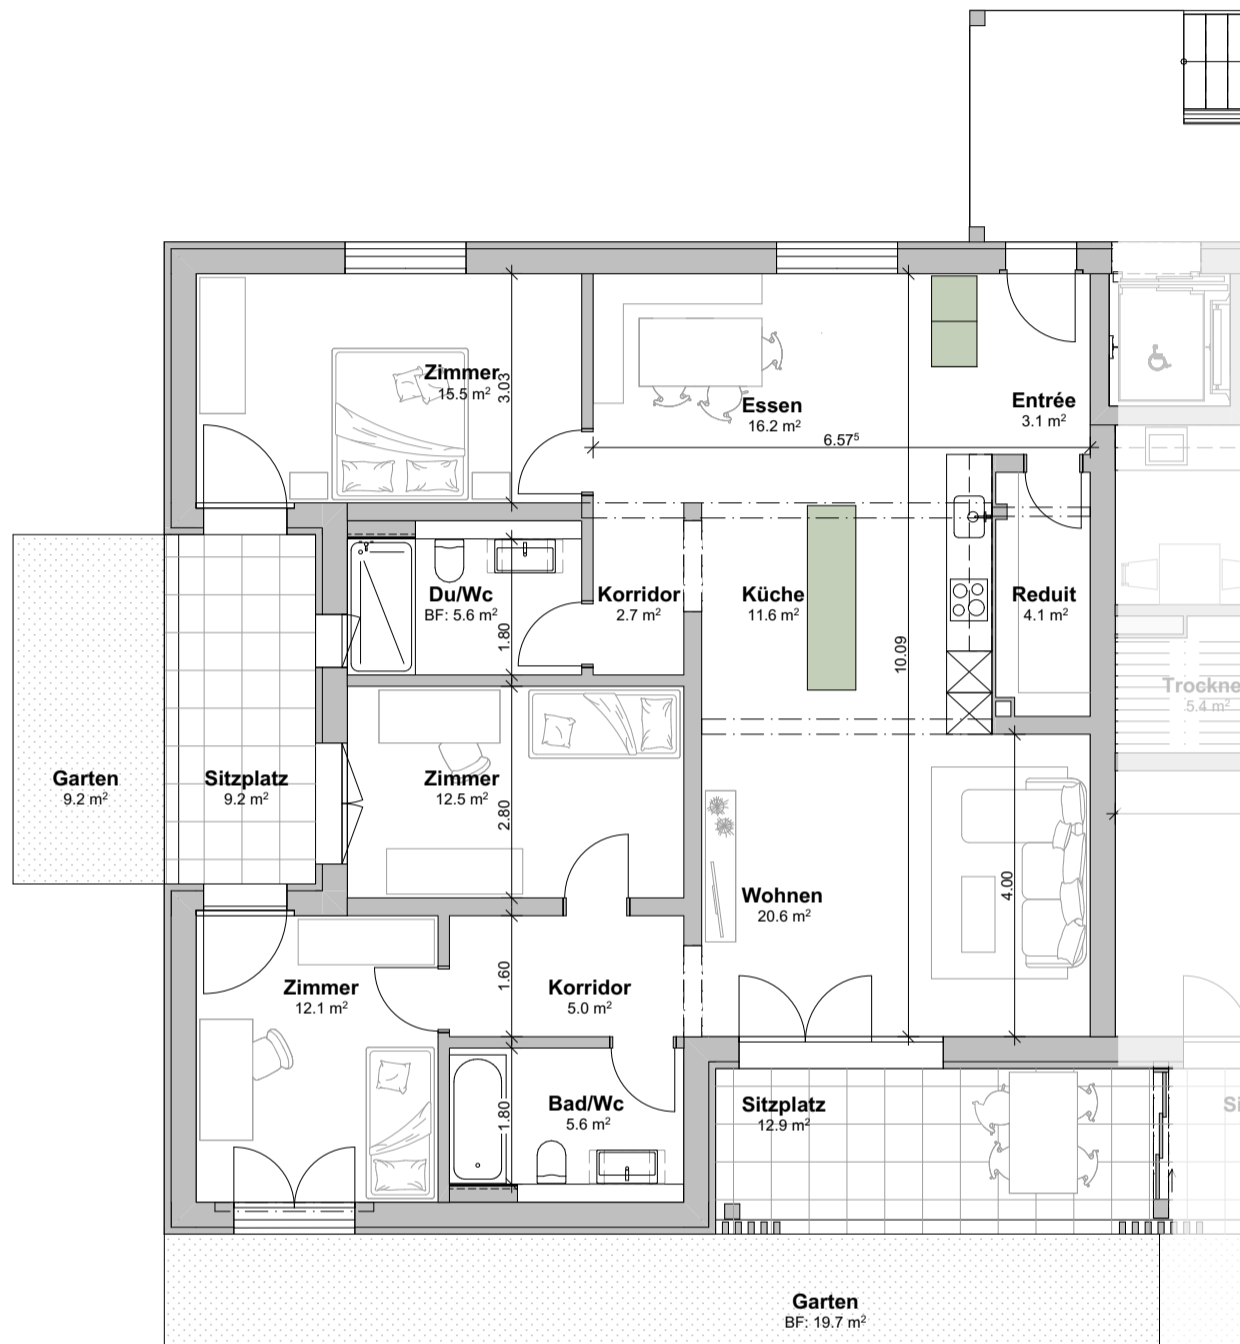 Zimmer
15.5 m²
3.03
Essen
16.2 m²
Entrée
3.1 m²
6.57⁵
Du/Wc
BF: 5.6 m²
1.80
Korridor
2.7 m²
Küche
11.6 m²
10.09
Reduit
4.1 m²
Trockne
5.4 m²
Garten
9.2 m²
Sitzplatz
9.2 m²
Zimmer
12.5 m²
2.80
Wohnen
20.6 m²
4.00
Zimmer
12.1 m²
1.60
Korridor
5.0 m²
1.80
Bad/Wc
5.6 m²
Sitzplatz
12.9 m²
Si
Garten
BF: 19.7 m²